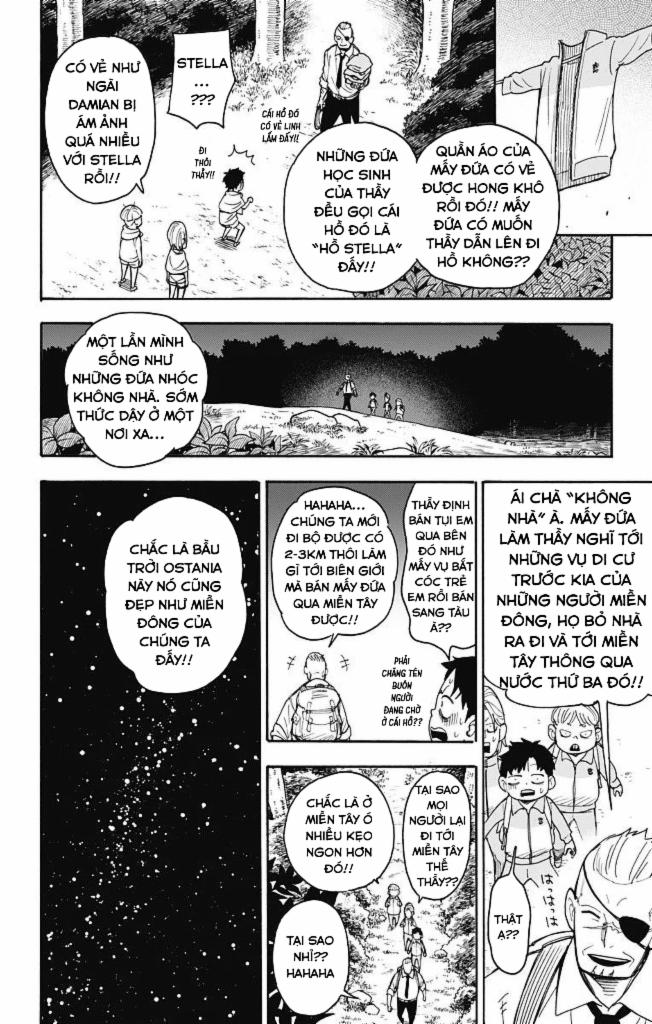 QUẦN ÁO CỦA
MẤY ĐỨA CÓ VẺ
ĐƯỢC HONG KHÔ
RỒI ĐÓ!! MẤY
ĐỨA CÓ MUỐN
THẦY DẪN LÊN ĐI
HỒ KHÔNG??
NHỮNG ĐỨA
HỌC SINH
CỦA THẦY
ĐỀU GỌI CÁI
HỒ ĐÓ LÀ
"HỒ STELLA"
ĐẤY!!
CÁI HỒ ĐÓ
CÓ VẺ LINH
LẮM ĐẤY!!
STELLA
...
???
ĐI
THÔI
THẦY!!
CÓ VẺ NHƯ
NGÀI
DAMIAN BỊ
ÁM ẢNH
QUÁ NHIỀU
VỚI STELLA
RỒI!!
MỘT LẦN MÌNH
SỐNG NHƯ
NHỮNG ĐỨA NHÓC
KHÔNG NHÀ. SỚM
THỨC DẬY Ở MỘT
NƠI XA...
ÁI CHÀ "KHÔNG
NHÀ" À. MẤY ĐỨA
LÀM THẦY NGHĨ TỚI
NHỮNG VỤ DI CƯ
TRƯỚC KIA CỦA
NHỮNG NGƯỜI MIỀN
ĐÔNG, HỌ BỎ NHÀ
RA ĐI VÀ TỚI MIỀN
TÂY THÔNG QUA
NƯỚC THỨ BA ĐÓ!!
THẬT
Ạ??
はっはっは
THẦY ĐỊNH
BÁN TỤI EM
QUA BÊN
ĐÓ NHƯ
MẤY VỤ BẮT
CÓC TRẺ
EM RỒI BÁN
SANG TÀU
À??
PHẢI
CHĂNG TÊN
BUÔN
NGƯỜI
ĐANG CHỜ
Ở CÁI HỒ??
HAHAHA...
CHÚNG TA MỚI
ĐI BỘ ĐƯỢC CÓ
2-3KM THÔI LÀM
GÌ TỚI BIÊN GIỚI
MÀ BÁN MẤY ĐỨA
QUA MIỀN TÂY
ĐƯỢC!!
TẠI SAO
MỌI
NGƯỜI LẠI
ĐI TỚI
MIỀN TÂY
THẾ
THẦY??
CHẮC LÀ Ở
MIỀN TÂY Ó
NHIỀU KẸO
NGON HƠN
ĐÓ!!
TẠI SAO
NHỈ??
HAHAHA
CHẮC LÀ BẦU
TRỜI OSTANIA
NÀY NÓ CŨNG
ĐẸP NHƯ MIỀN
ĐÔNG CỦA
CHÚNG TA
ĐẤY!!